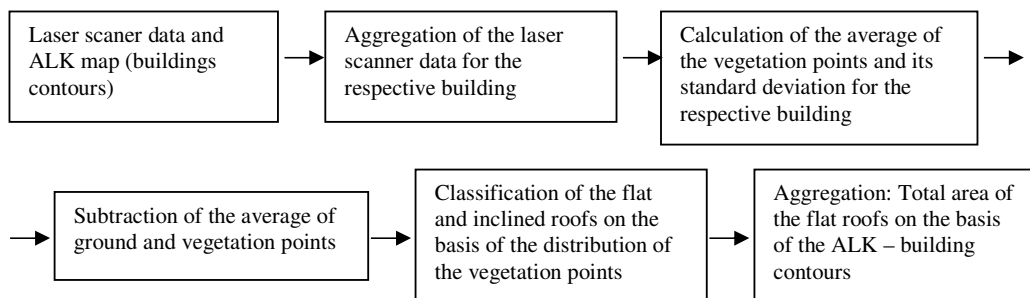 Laser scaner data and
ALK map (buildings
contours)
Aggregation of the laser
scanner data for the
respective building
Calculation of the average of
the vegetation points and its
standard deviation for the
respective building
Subtraction of the average of
ground and vegetation points
Classification of the flat
and inclined roofs on the
basis of the distribution of
the vegetation points
Aggregation: Total area of
the flat roofs on the basis
of the ALK – building
contours